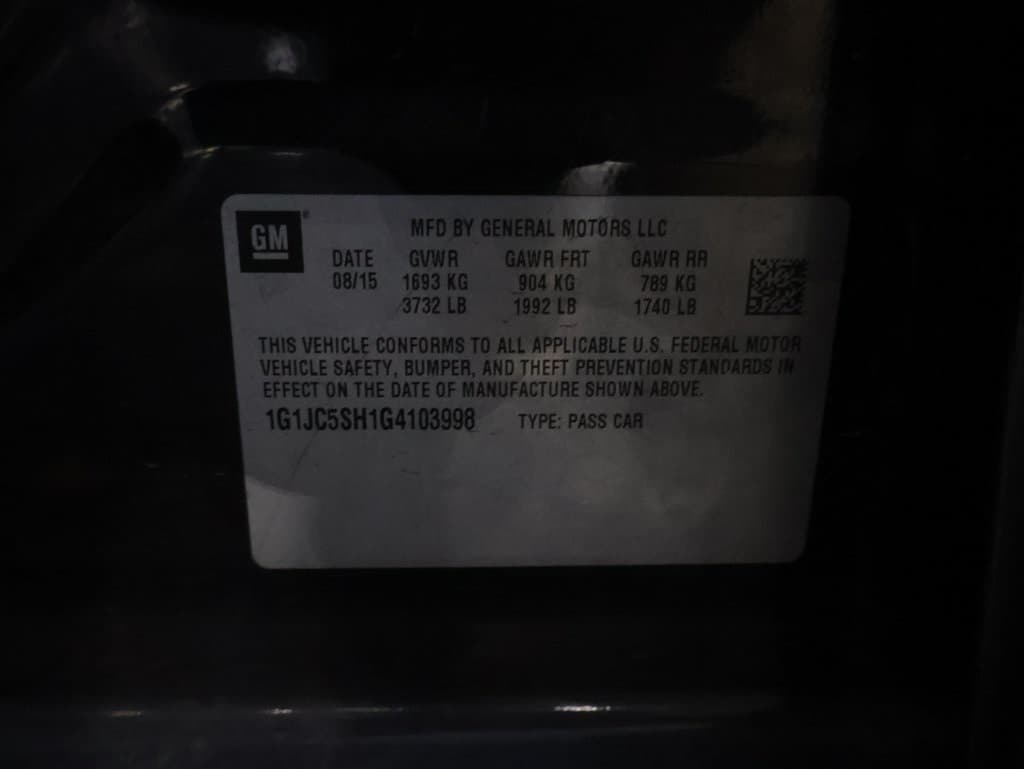 GM®
MFD BY GENERAL MOTORS LLC
DATE GVWR GAWR FRT GAWR RR
08/15 1693 KG 904 KG 789 KG
3732 LB 1992 LB 1740 LB
THIS VEHICLE CONFORMS TO ALL APPLICABLE U.S. FEDERAL MOTOR
VEHICLE SAFETY, BUMPER, AND THEFT PREVENTION STANDARDS IN
EFFECT ON THE DATE OF MANUFACTURE SHOWN ABOVE.
1G1JC5SH1G4103998 TYPE: PASS CAR